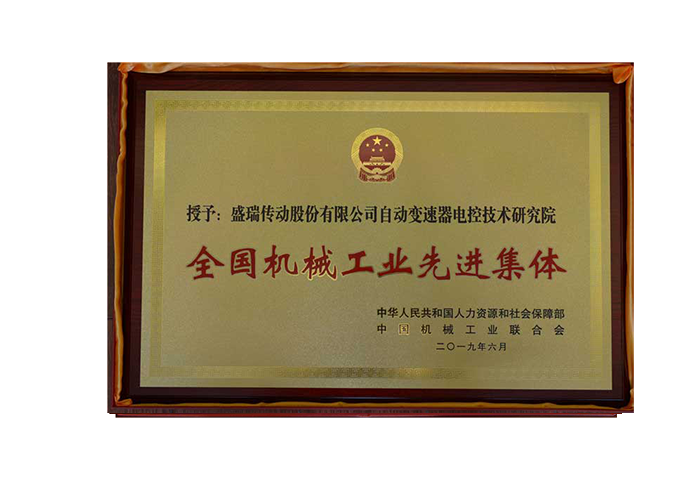 授予：盛瑞传动股份有限公司自动变速器电控技术研究院
全国机械工业先进集体
中华人民共和国人力资源和社会保障部
中国机械工业联合会
二〇一九年六月